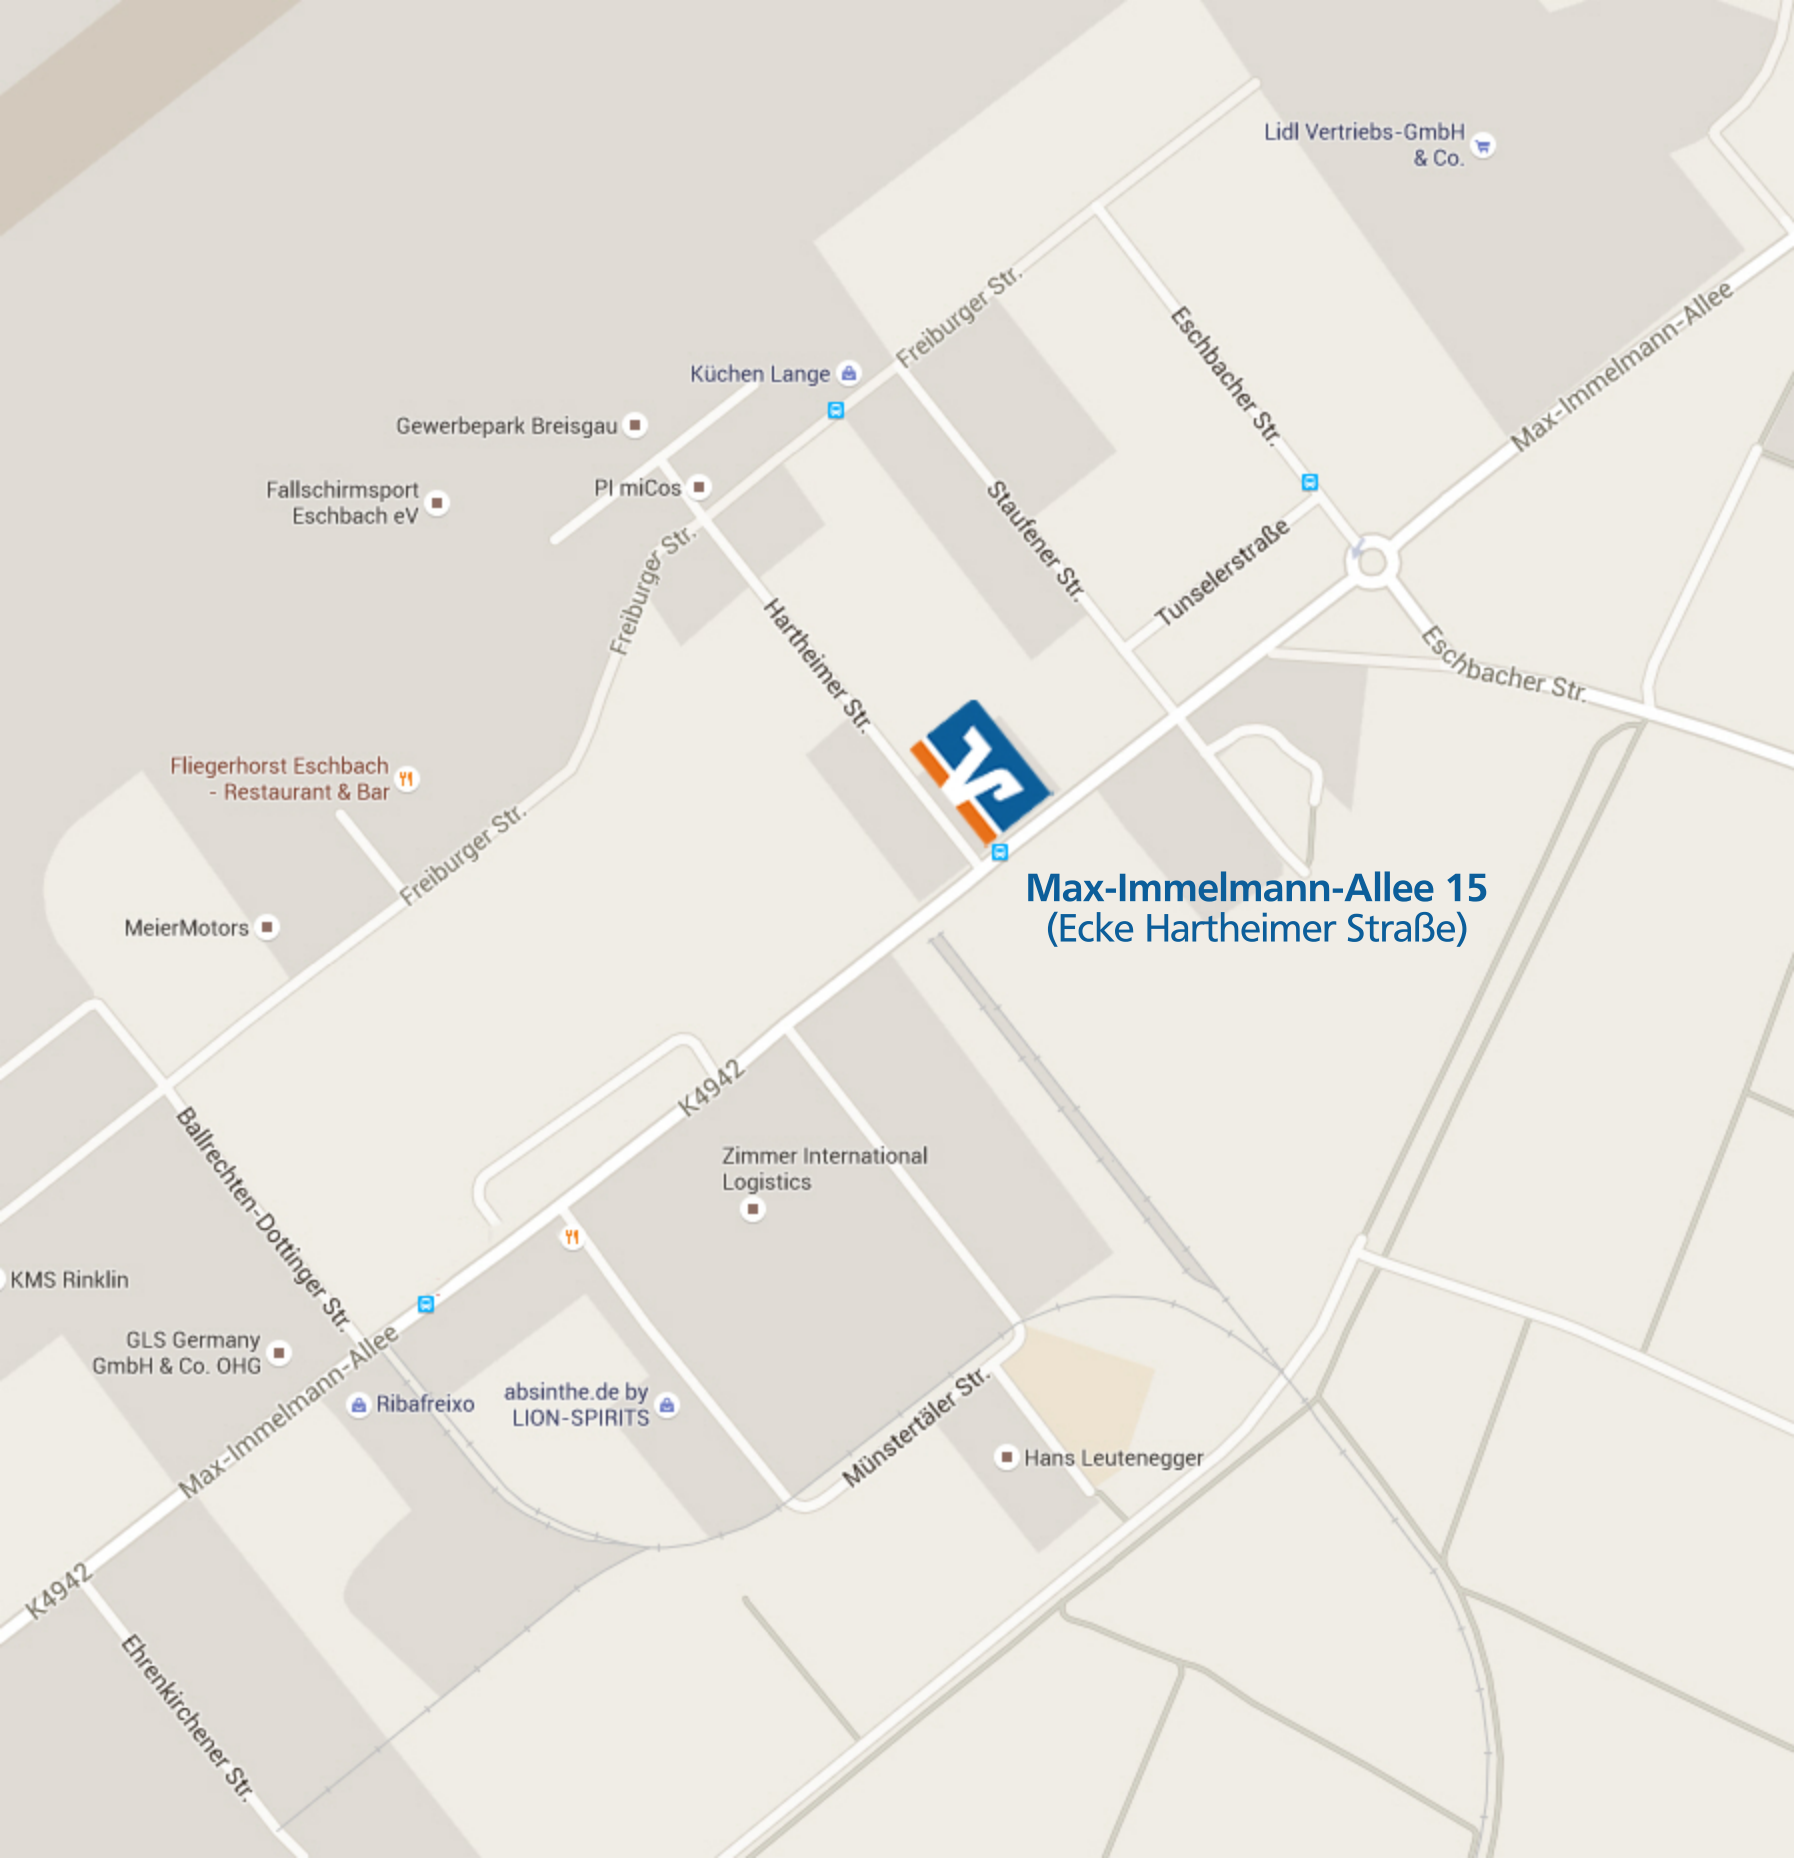 Lidl Vertriebs-GmbH
& Co.
Freiburger Str.
Max-Immelmann-Allee
Eschbacher Str.
Küchen Lange
Gewerbepark Breisgau
PI miCos
Fallschirmsport
Eschbach eV
Staufener Str.
Tunselerstraße
Freiburger Str.
Hartheimer Str.
Eschbacher Str.
Fliegerhorst Eschbach
- Restaurant & Bar
Freiburger Str.
Max-Immelmann-Allee 15
(Ecke Hartheimer Straße)
MeierMotors
K4942
Ballrechten-Dottinger Str.
Zimmer International
Logistics
KMS Rinklin
GLS Germany
GmbH & Co. OHG
Max-Immelmann-Allee
Ribafreixo
absinthe.de by
LION-SPIRITS
Münstertäler Str.
Hans Leutenegger
K4942
Ehrenkirchener Str.